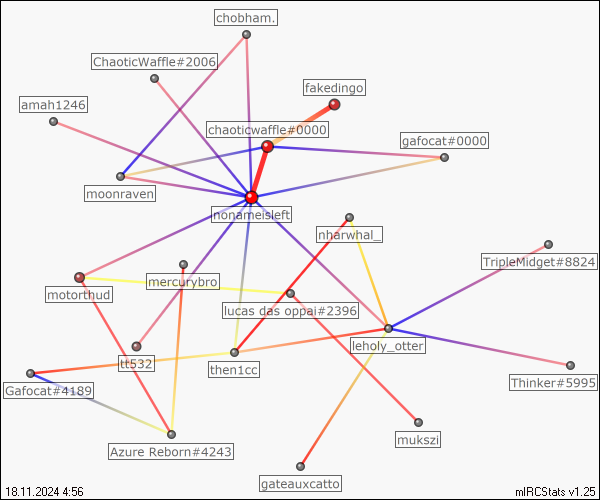 chobham.
ChaoticWaffle#2006
fakedingo
amah1246
chaoticwaffle#0000
gafocat#0000
moonraven
nonameisleft
nharwhal_
TripleMidget#8824
mercurybro
motorthud
lucas das oppai#2396
leholy_otter
tt532
then1cc
Gafocat#4189
Thinker#5995
mukszi
Azure Reborn#4243
gateauxcatto
18.11.2024 4:56
mIRCStats v1.25